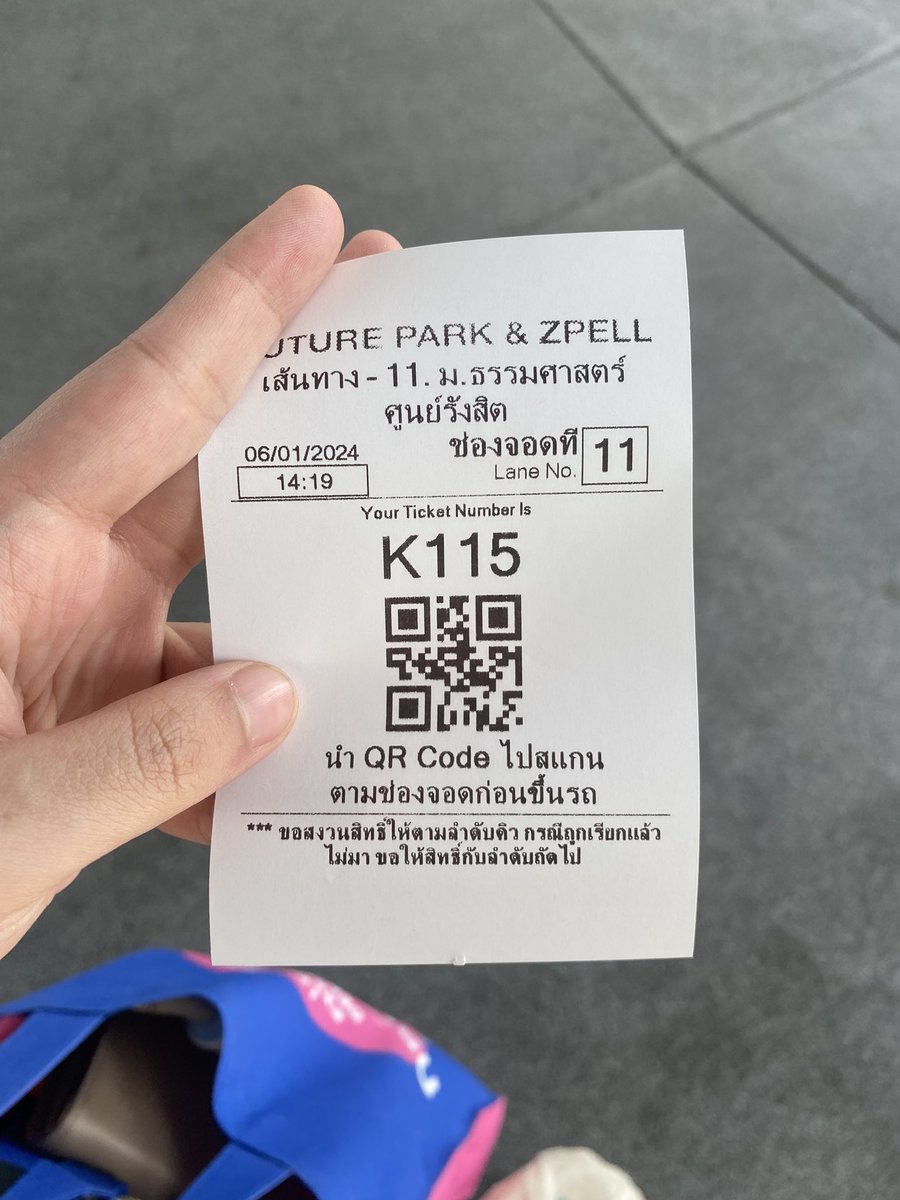 UTURE PARK & ZPELL
เส้นทาง - 11. ม.ธรรมศาสตร์
ศูนย์รังสิต
06/01/2024
14:19
ช่องจอดที่
Lane No.
11
Your Ticket Number Is
K115
นำ QR Code ไปสแกน
ตามช่องจอดก่อนขึ้นรถ
*** ขอสงวนสิทธิ์ให้ตามลำดับคิว กรณีถูกเรียกแล้ว
ไม่มา ขอให้สิทธิ์กับลำดับถัดไป